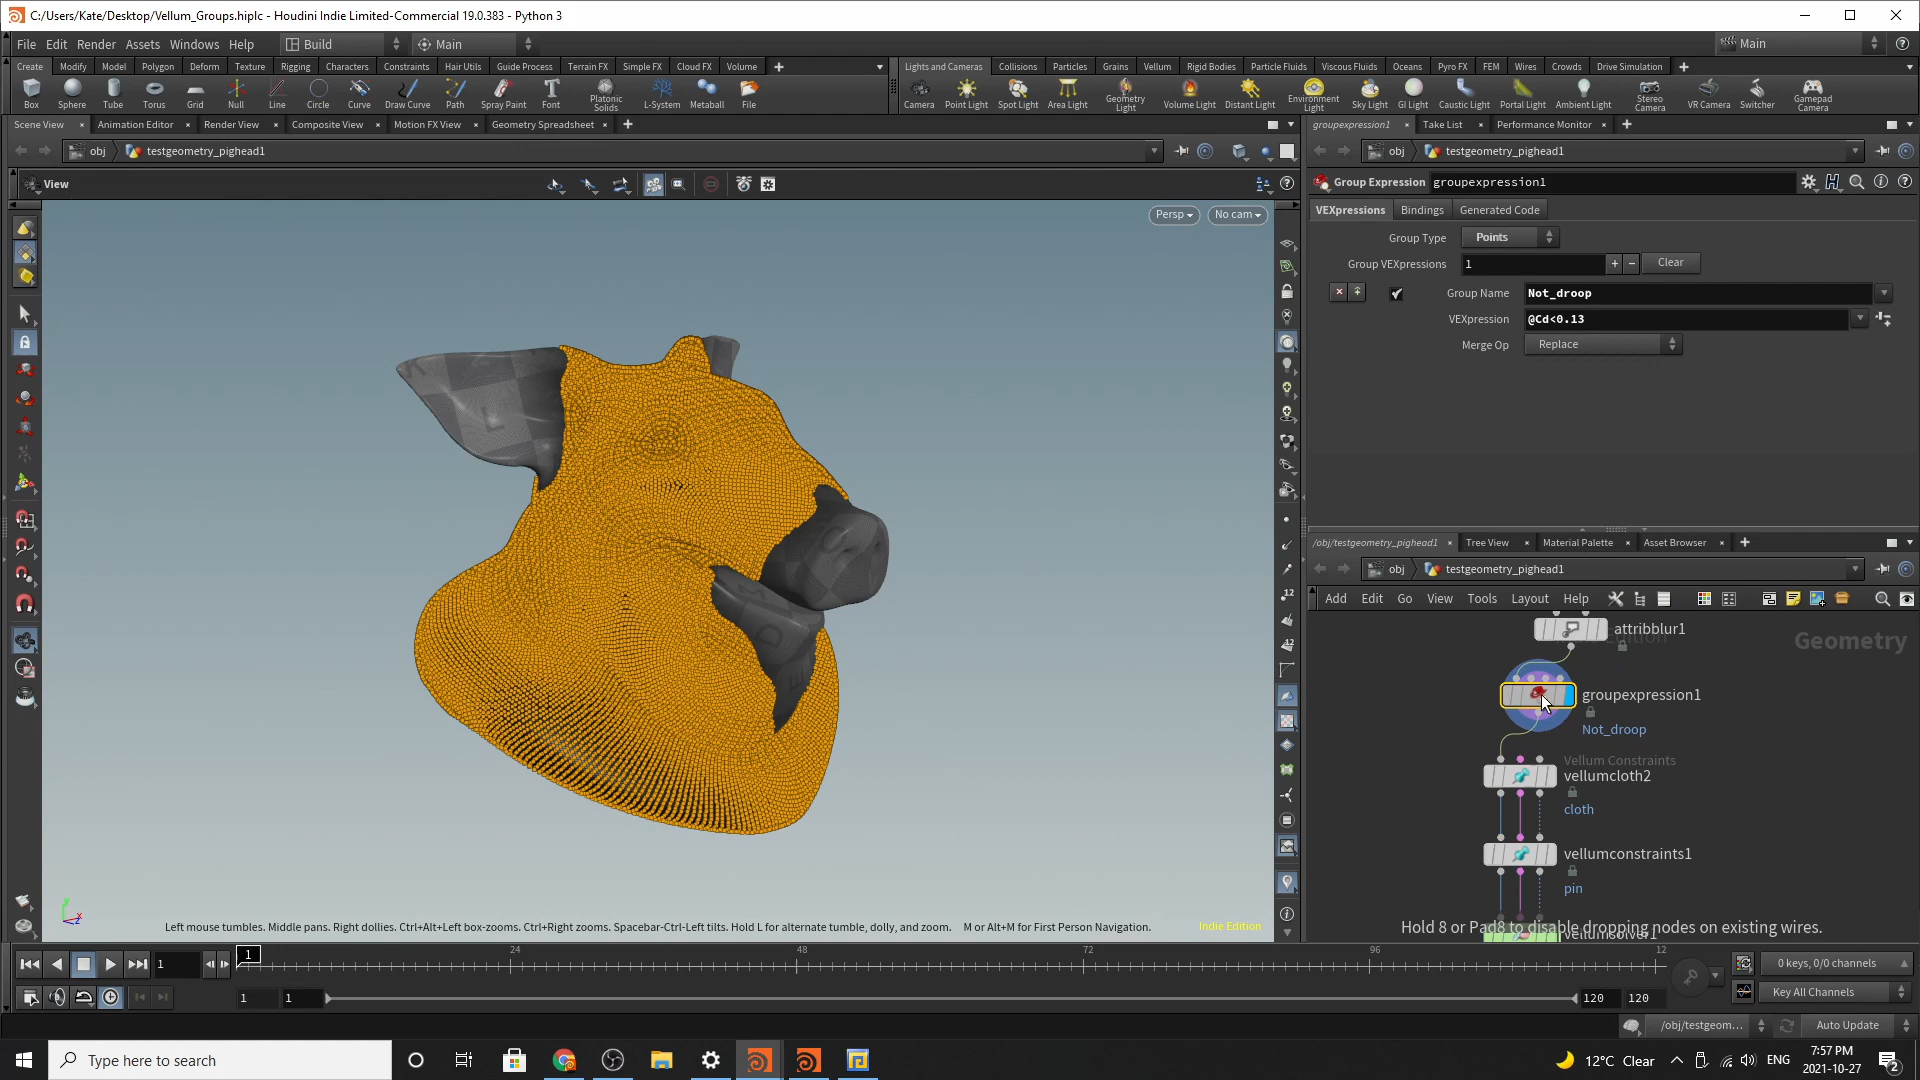 C:/Users/Kate/Desktop/Vellum_Groups.hiplc - Houdini Indie Limited-Commercial 19.0.383 - Python 3
File Edit Render Assets Windows Help Build Main Main
Create Modify Model Polygon Deform Texture Rigging Characters Constraints Hair Utils Guide Process Terrain FX Simple FX Cloud FX Volume
Lights and Cameras Collisions Particles Grains Vellum Rigid Bodies Particle Fluids Viscous Fluids Oceans Pyro FX FEM Wires Crowds Drive Simulation
Box Sphere Tube Torus Grid Null Line Circle Curve Draw Curve Path Spray Paint Font Platonic Solids L-System Metaball File
Camera Point Light Spot Light Area Light Geometry Light Volume Light Distant Light Environment Light Sky Light GI Light Caustic Light Portal Light Ambient Light Stereo Camera VR Camera Switcher Gamepad Camera
Scene View Animation Editor Render View Composite View Motion FX View Geometry Spreadsheet
groupexpression1 Take List Performance Monitor
obj testgeometry_pighead1
obj testgeometry_pighead1
View
Group Expression groupexpression1
VEXpressions Bindings Generated Code
Persp No cam
Group Type Points
Group VEXpressions 1 Clear
Group Name Not_droop
VEXpression @Cd<0.13
Merge Op Replace
/obj/testgeometry_pighead1 Tree View Material Palette Asset Browser
obj testgeometry_pighead1
Add Edit Go View Tools Layout Help
attribblur1
Geometry
groupexpression1
Not_droop
Vellum Constraints
vellumcloth2
cloth
vellumconstraints1
pin
Hold 8 or Pad8 to disable dropping nodes on existing wires.
vellumsolver1
Left mouse tumbles. Middle pans. Right dollies. Ctrl+Alt+Left box-zooms. Ctrl+Right zooms. Spacebar-Ctrl-Left tilts. Hold L for alternate tumble, dolly, and zoom. M or Alt+M for First Person Navigation.
Indie Edition
1 1 24 48 72 96 12
0 keys, 0/0 channels
1 1 120 120
Key All Channels
/obj/testgeom... Auto Update
Type here to search
12°C Clear ENG 7:57 PM
2021-10-27
2